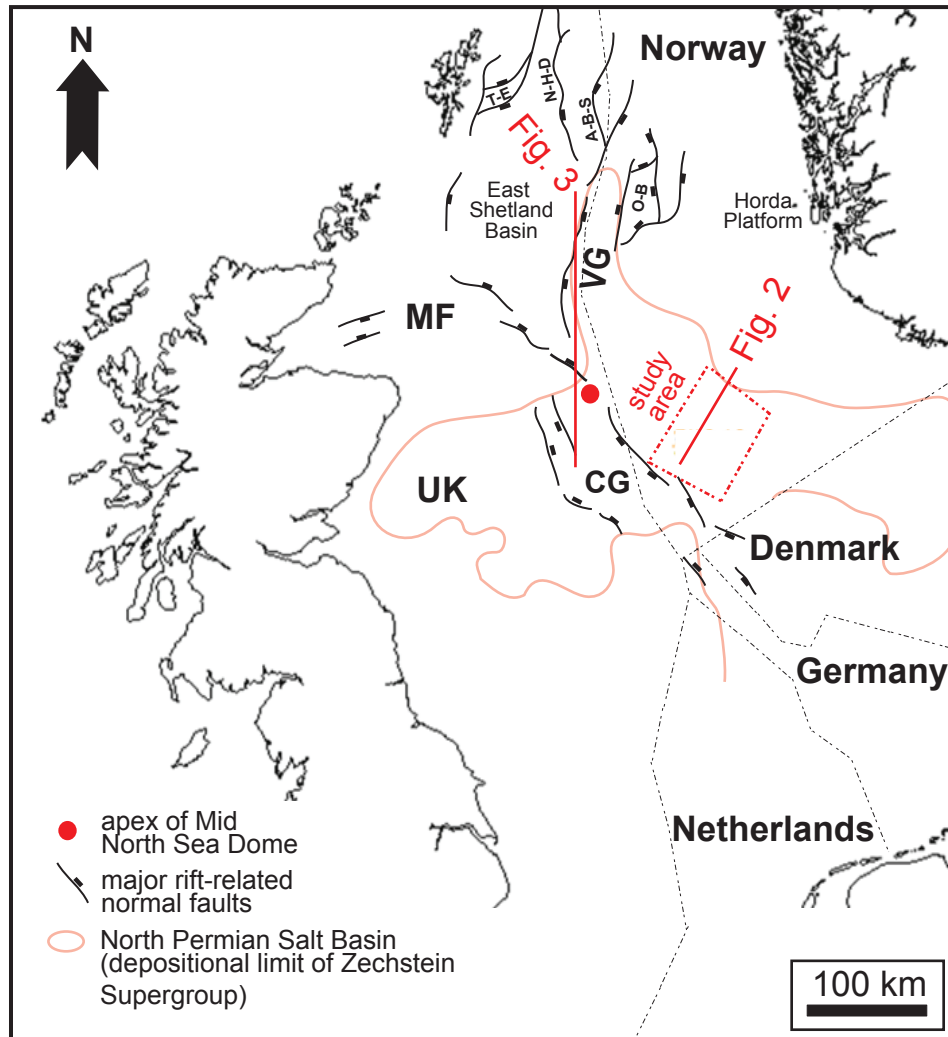 N
Norway
T-E
N-H-D
A-B-S
Fig. 3
East
Shetland
Basin
O-B
Horda
Platform
VG
MF
Fig. 2
study
area
CG
UK
Denmark
Germany
Netherlands
apex of Mid
North Sea Dome
major rift-related
normal faults
North Permian Salt Basin
(depositional limit of Zechstein
Supergroup)
100 km